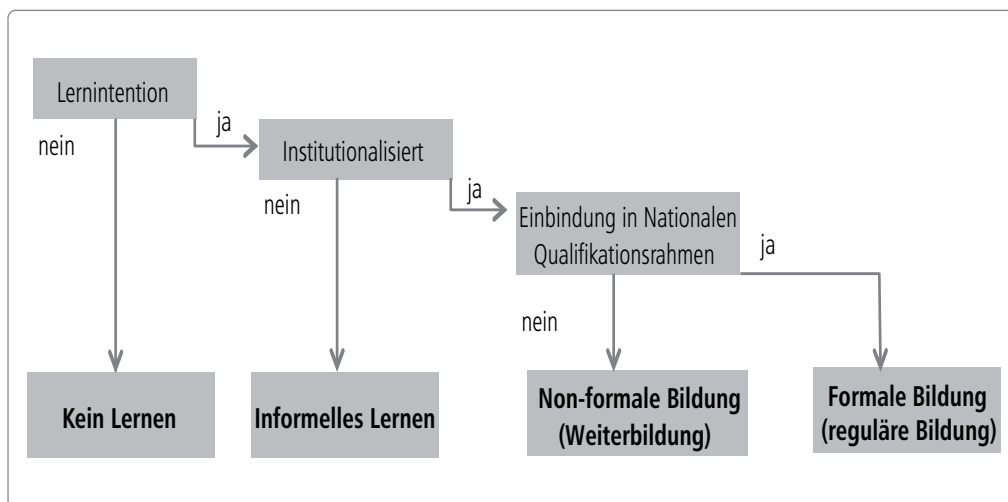 Lernintention
nein
ja
Institutionalisiert
nein
ja
Einbindung in Nationalen
Qualifikationsrahmen
ja
nein
Kein Lernen
Informelles Lernen
Non-formale Bildung
(Weiterbildung)
Formale Bildung
(reguläre Bildung)